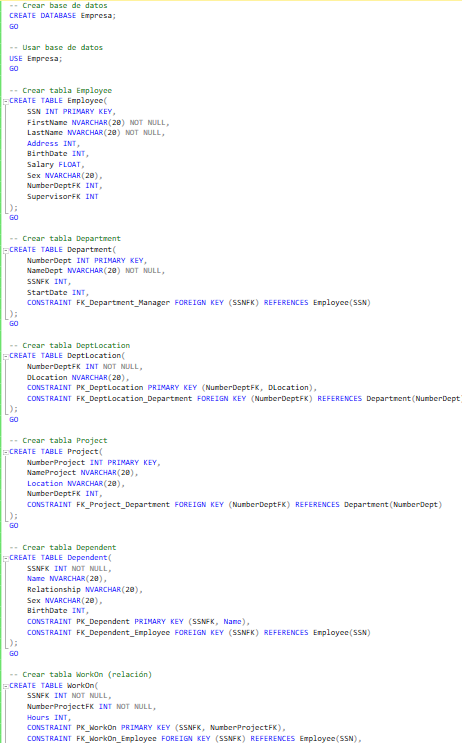 -- Crear base de datos
CREATE DATABASE Empresa;
GO
-- Usar base de datos
USE Empresa;
GO
-- Crear tabla Employee
CREATE TABLE Employee(
SSN INT PRIMARY KEY,
FirstName NVARCHAR(20) NOT NULL,
LastName NVARCHAR(20) NOT NULL,
Address INT,
BirthDate INT,
Salary FLOAT,
Sex NVARCHAR(20),
NumberDeptFK INT,
SupervisorFK INT
);
GO
-- Crear tabla Department
CREATE TABLE Department(
NumberDept INT PRIMARY KEY,
NameDept NVARCHAR(20) NOT NULL,
SSNFK INT,
StartDate INT,
CONSTRAINT FK_Department_Manager FOREIGN KEY (SSNFK) REFERENCES Employee(SSN)
);
GO
-- Crear tabla DeptLocation
CREATE TABLE DeptLocation(
NumberDeptFK INT NOT NULL,
DLocation NVARCHAR(20),
CONSTRAINT PK_DeptLocation PRIMARY KEY (NumberDeptFK, DLocation),
CONSTRAINT FK_DeptLocation_Department FOREIGN KEY (NumberDeptFK) REFERENCES Department(NumberDept
);
GO
-- Crear tabla Project
CREATE TABLE Project(
NumberProject INT PRIMARY KEY,
NameProject NVARCHAR(20),
Location NVARCHAR(20),
NumberDeptFK INT,
CONSTRAINT FK_Project_Department FOREIGN KEY (NumberDeptFK) REFERENCES Department(NumberDept)
);
GO
-- Crear tabla Dependent
CREATE TABLE Dependent(
SSNFK INT NOT NULL,
Name NVARCHAR(20),
Relationship NVARCHAR(20),
Sex NVARCHAR(20),
BirthDate INT,
CONSTRAINT PK_Dependent PRIMARY KEY (SSNFK, Name),
CONSTRAINT FK_Dependent_Employee FOREIGN KEY (SSNFK) REFERENCES Employee(SSN)
);
GO
-- Crear tabla WorkOn (relación)
CREATE TABLE WorkOn(
SSNFK INT NOT NULL,
NumberProjectFK INT NOT NULL,
Hours INT,
CONSTRAINT PK_WorkOn PRIMARY KEY (SSNFK, NumberProjectFK),
CONSTRAINT FK_WorkOn_Employee FOREIGN KEY (SSNFK) REFERENCES Employee(SSN),